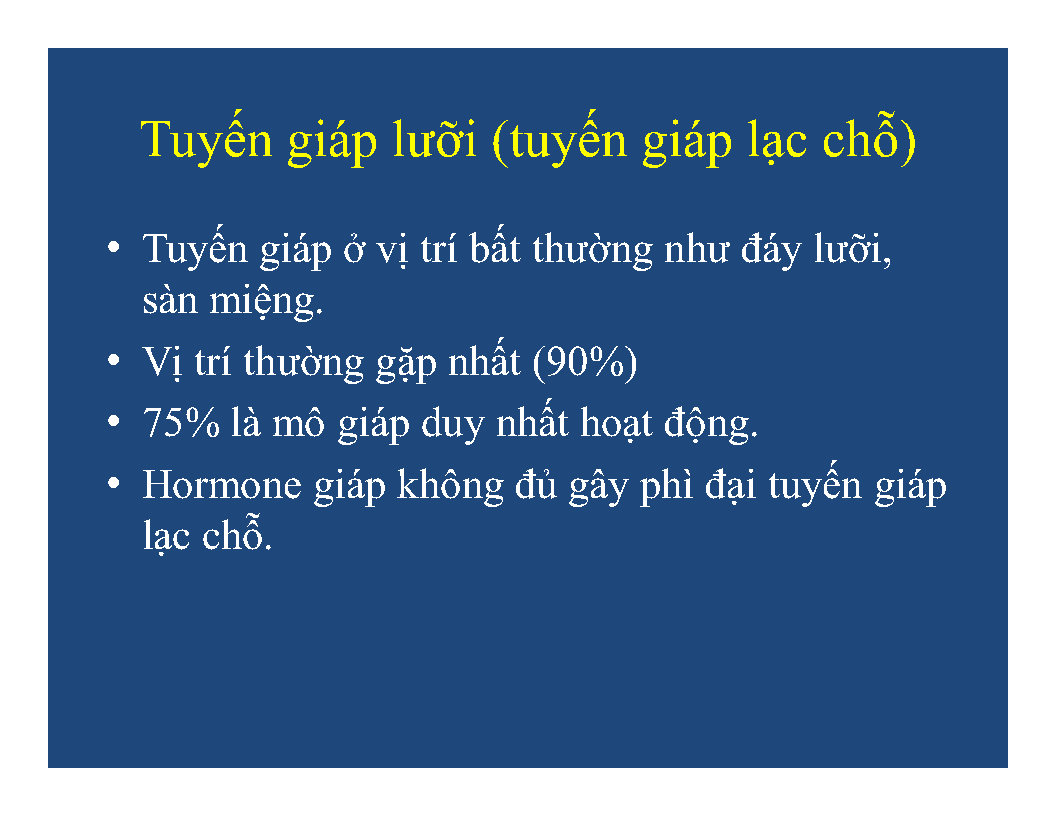 Tuyến giáp lưỡi (tuyến giáp lạc chỗ)
• Tuyến giáp ở vị trí bất thường như đáy lưỡi,
sàn miệng.
• Vị trí thường gặp nhất (90%)
• 75% là mô giáp duy nhất hoạt động.
• Hormone giáp không đủ gây phì đại tuyến giáp
lạc chỗ.